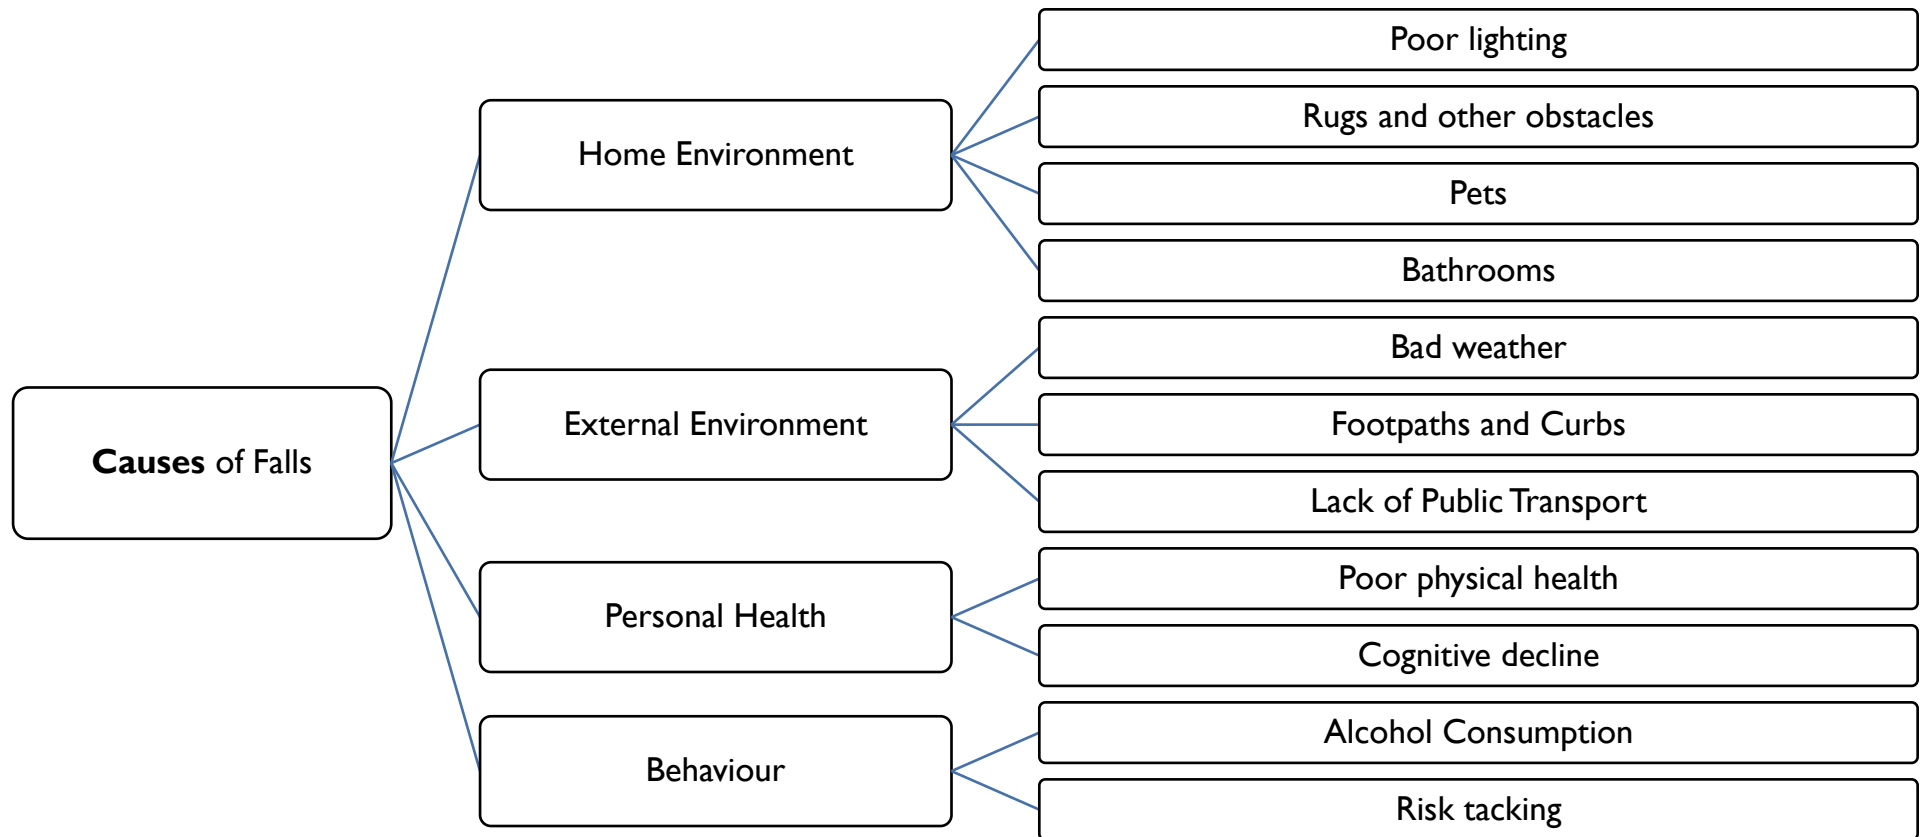 Causes of Falls
Home Environment
Poor lighting
Rugs and other obstacles
Pets
Bathrooms
External Environment
Bad weather
Footpaths and Curbs
Lack of Public Transport
Personal Health
Poor physical health
Cognitive decline
Behaviour
Alcohol Consumption
Risk tacking